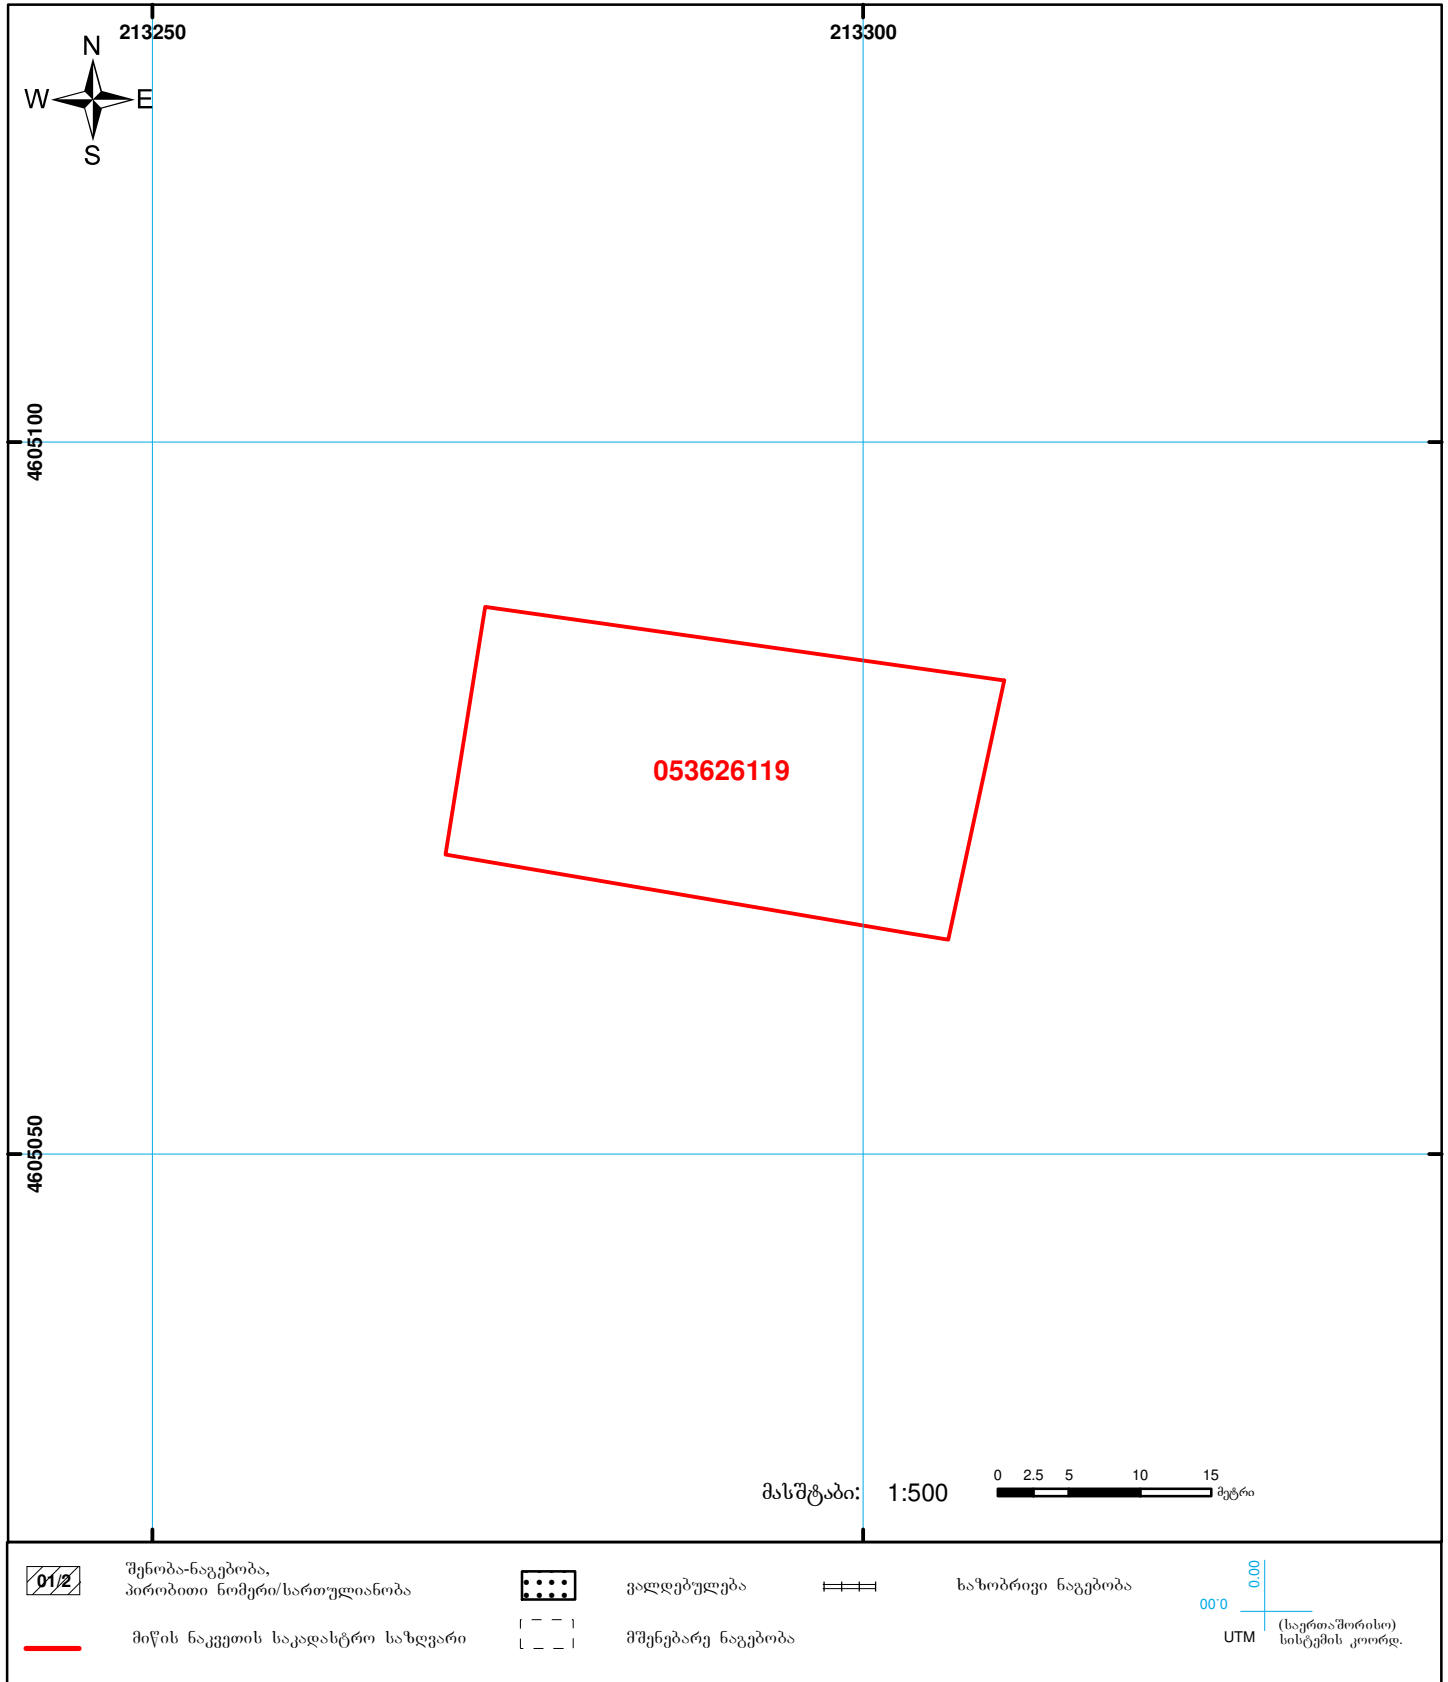 213250
213300
N
W
E
S
4605100
053626119
4605050
მასშტაბი: 1:500
0 2.5 5 10 15
მეტრი
01/2
შენობა-ნაგებობა,
პირობითი ნომერი/სართულიანობა
ვალდებულება
ხაზობრივი ნაგებობა
მიწის ნაკვეთის საკადასტრო საზღვარი
მშენებარე ნაგებობა
0.00
0.00
UTM
(საერთაშორისო)
სისტემის კოორდ.